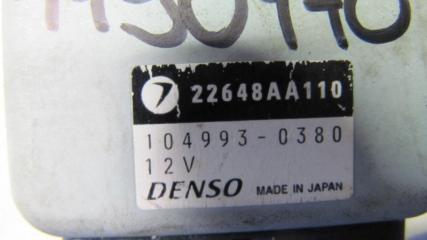 22648AA110
104993-0380
12V
DENSO MADE IN JAPAN